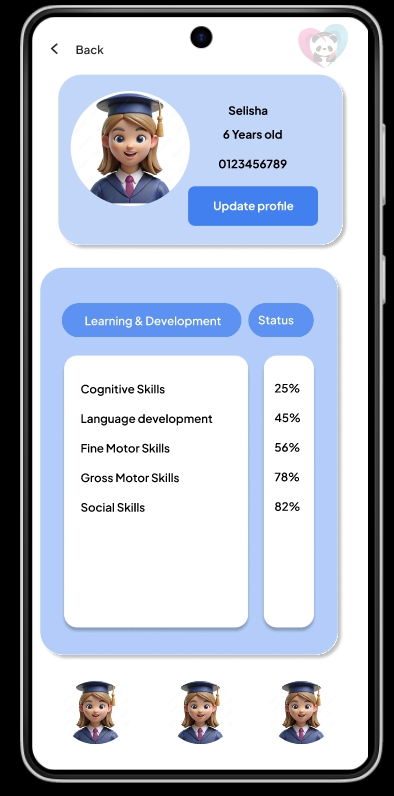 Back
Selisha
6 Years old
0123456789
Update profile
Learning & Development Status
Cognitive Skills 25%
Language development 45%
Fine Motor Skills 56%
Gross Motor Skills 78%
Social Skills 82%